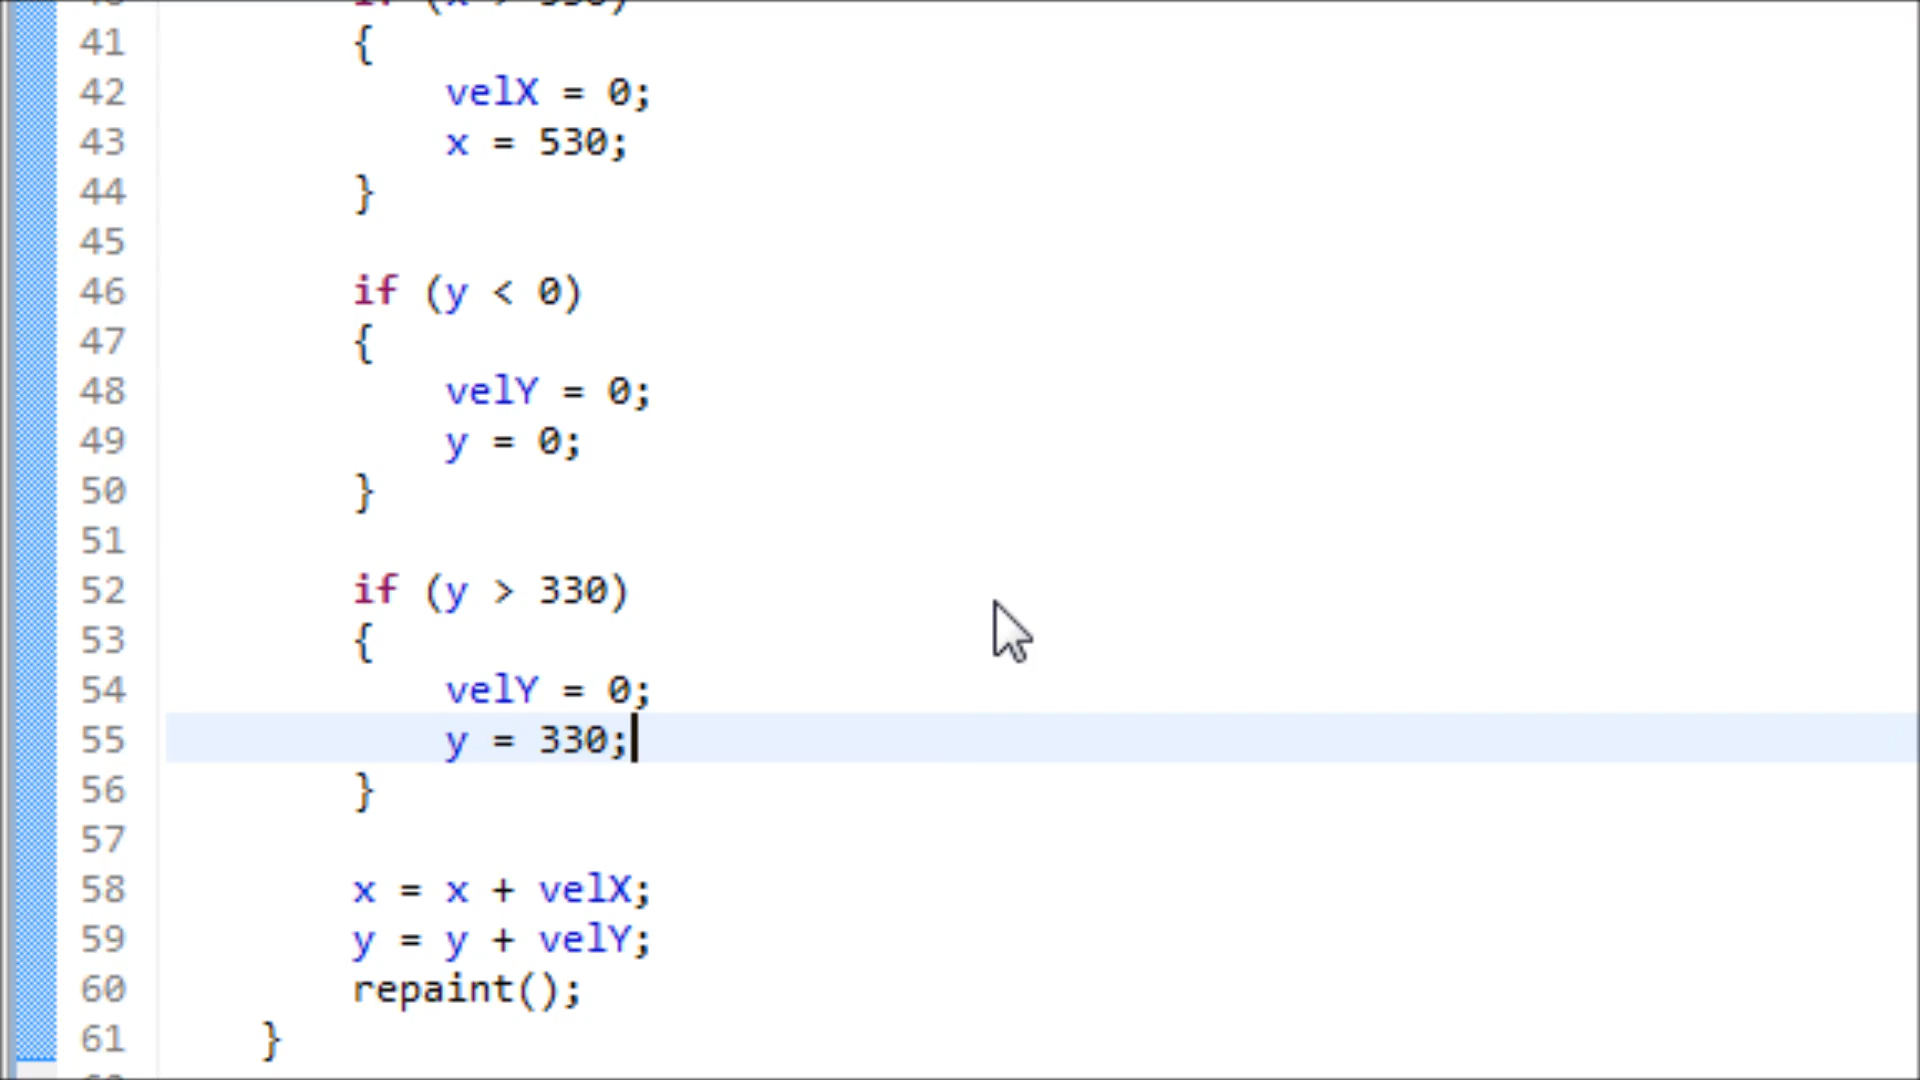 41 {
42 velX = 0;
43 x = 530;
44 }
45
46 if (y < 0)
47 {
48 velY = 0;
49 y = 0;
50 }
51
52 if (y > 330)
53 {
54 velY = 0;
55 y = 330;
56 }
57
58 x = x + velX;
59 y = y + velY;
60 repaint();
61 }